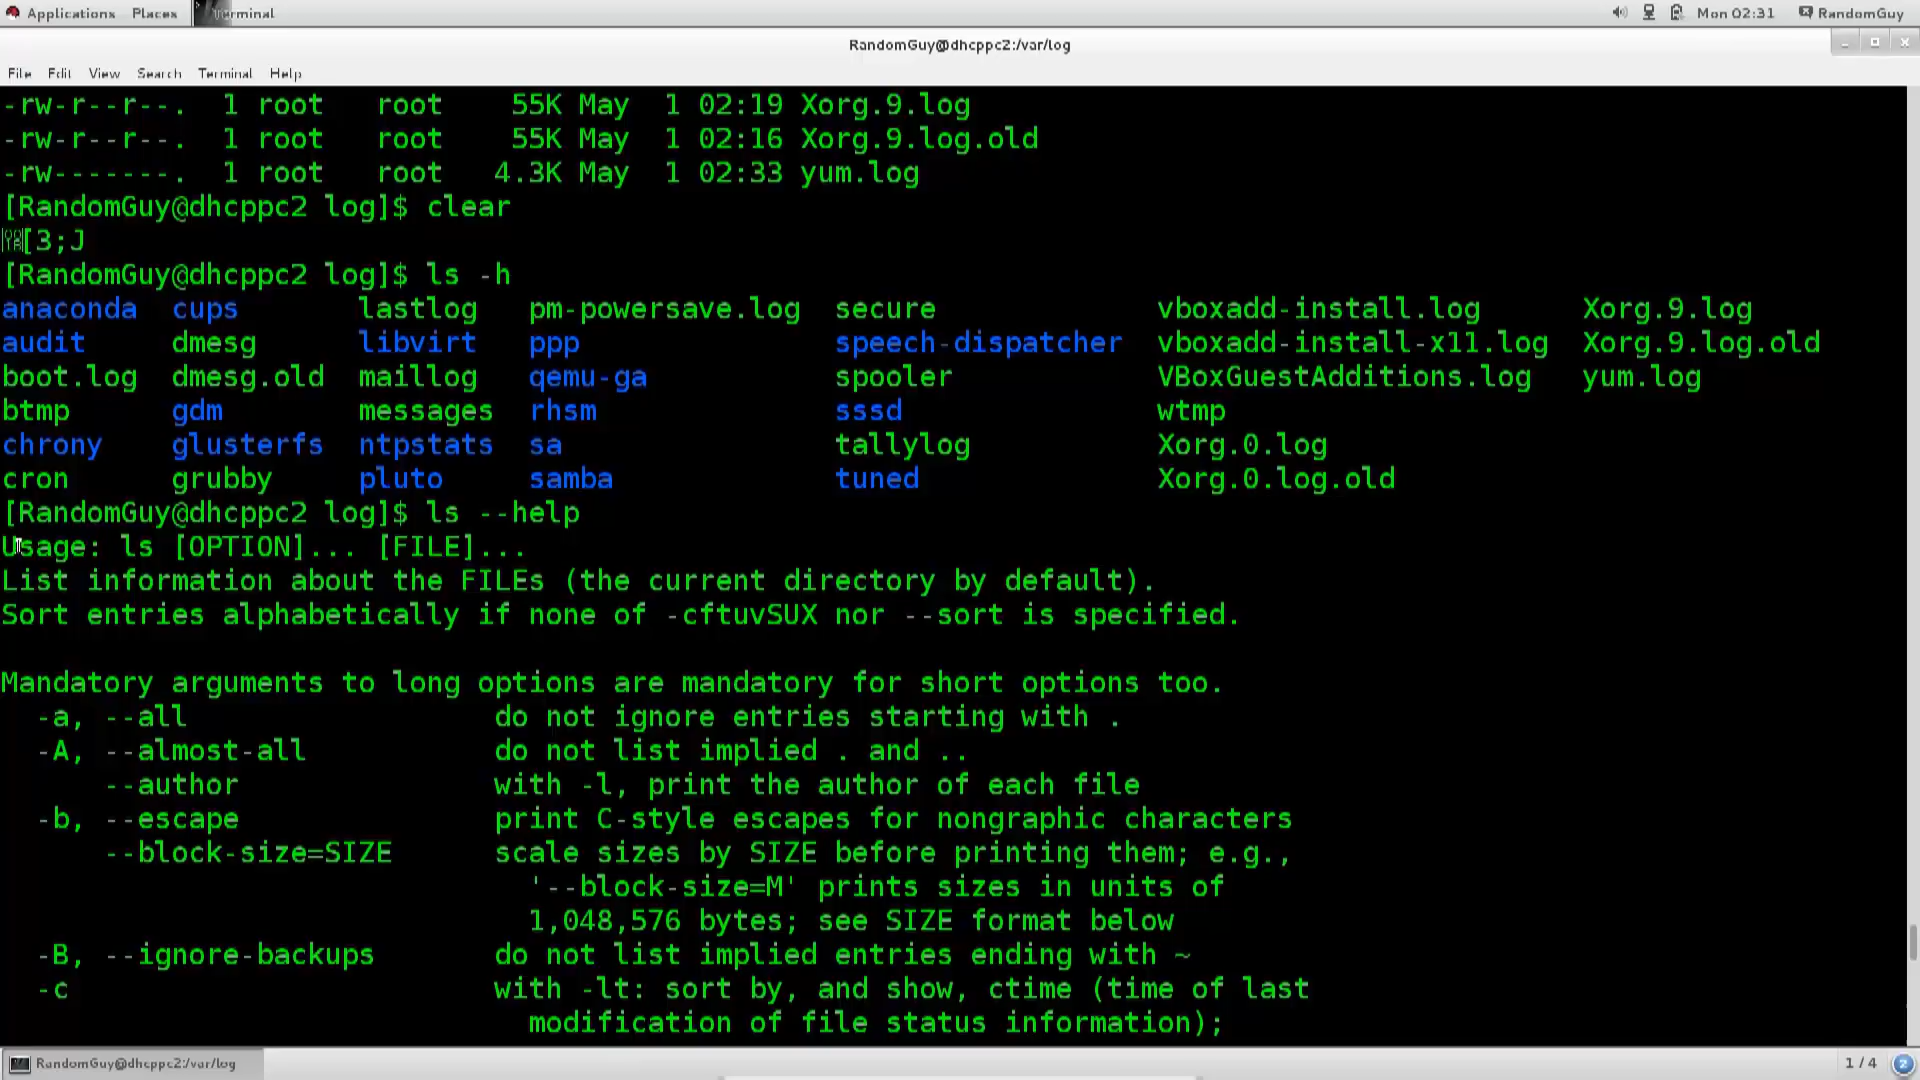 Applications Places Terminal Mon 02:31 RandomGuy
RandomGuy@dhcppc2:/var/log
File Edit View Search Terminal Help
-rw-r--r--. 1 root root 55K May 1 02:19 Xorg.9.log
-rw-r--r--. 1 root root 55K May 1 02:16 Xorg.9.log.old
-rw-------. 1 root root 4.3K May 1 02:33 yum.log
[RandomGuy@dhcppc2 log]$ clear
[3;J
[RandomGuy@dhcppc2 log]$ ls -h
anaconda cups lastlog pm-powersave.log secure vboxadd-install.log Xorg.9.log
audit dmesg libvirt ppp speech-dispatcher vboxadd-install-x11.log Xorg.9.log.old
boot.log dmesg.old maillog qemu-ga spooler VBoxGuestAdditions.log yum.log
btmp gdm messages rhsm sssd wtmp
chrony glusterfs ntpstats sa tallylog Xorg.0.log
cron grubby pluto samba tuned Xorg.0.log.old
[RandomGuy@dhcppc2 log]$ ls --help
Usage: ls [OPTION]... [FILE]...
List information about the FILEs (the current directory by default).
Sort entries alphabetically if none of -cftuvSUX nor --sort is specified.
Mandatory arguments to long options are mandatory for short options too.
-a, --all do not ignore entries starting with .
-A, --almost-all do not list implied . and ..
--author with -l, print the author of each file
-b, --escape print C-style escapes for nongraphic characters
--block-size=SIZE scale sizes by SIZE before printing them; e.g.,
'--block-size=M' prints sizes in units of
1,048,576 bytes; see SIZE format below
-B, --ignore-backups do not list implied entries ending with ~
-c with -lt: sort by, and show, ctime (time of last
modification of file status information);
RandomGuy@dhcppc2:/var/log 1 / 4 2